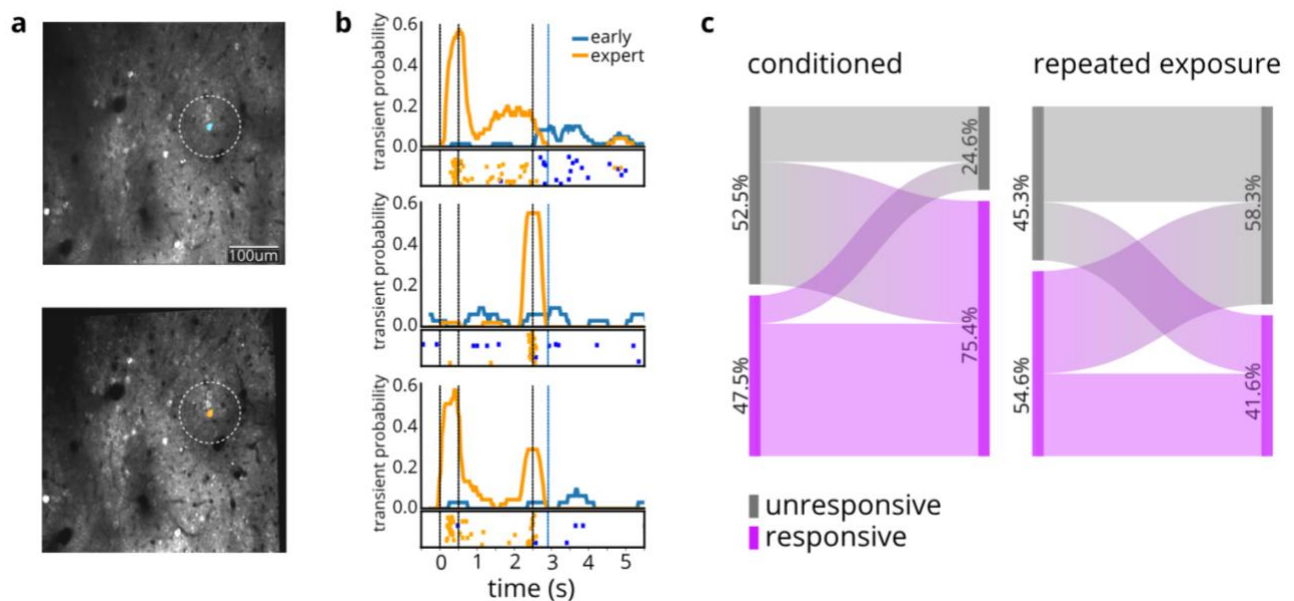 a
100um
b
transient probability
0.6
0.4
0.2
0.0
early
expert
transient probability
0.6
0.4
0.2
0.0
transient probability
0.6
0.4
0.2
0.0
0 1 2 3 4 5
time (s)
c
conditioned
52.5%
47.5%
24.6%
75.4%
repeated exposure
45.3%
54.6%
58.3%
41.6%
unresponsive
responsive